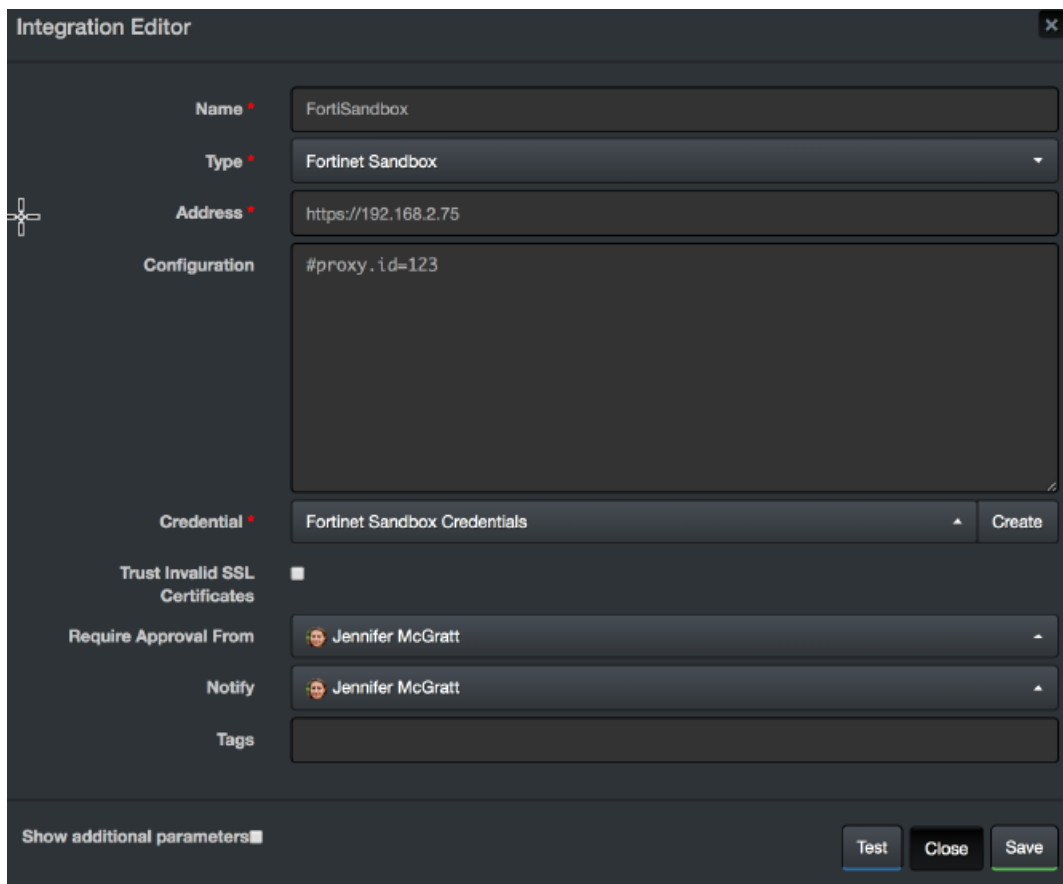 Integration Editor
Name *
FortiSandbox
Type *
Fortinet Sandbox
Address *
https://192.168.2.75
Configuration
#proxy.id=123
Credential *
Fortinet Sandbox Credentials
Create
Trust Invalid SSL
Certificates
Require Approval From
Jennifer McGratt
Notify
Jennifer McGratt
Tags
Show additional parameters
Test
Close
Save